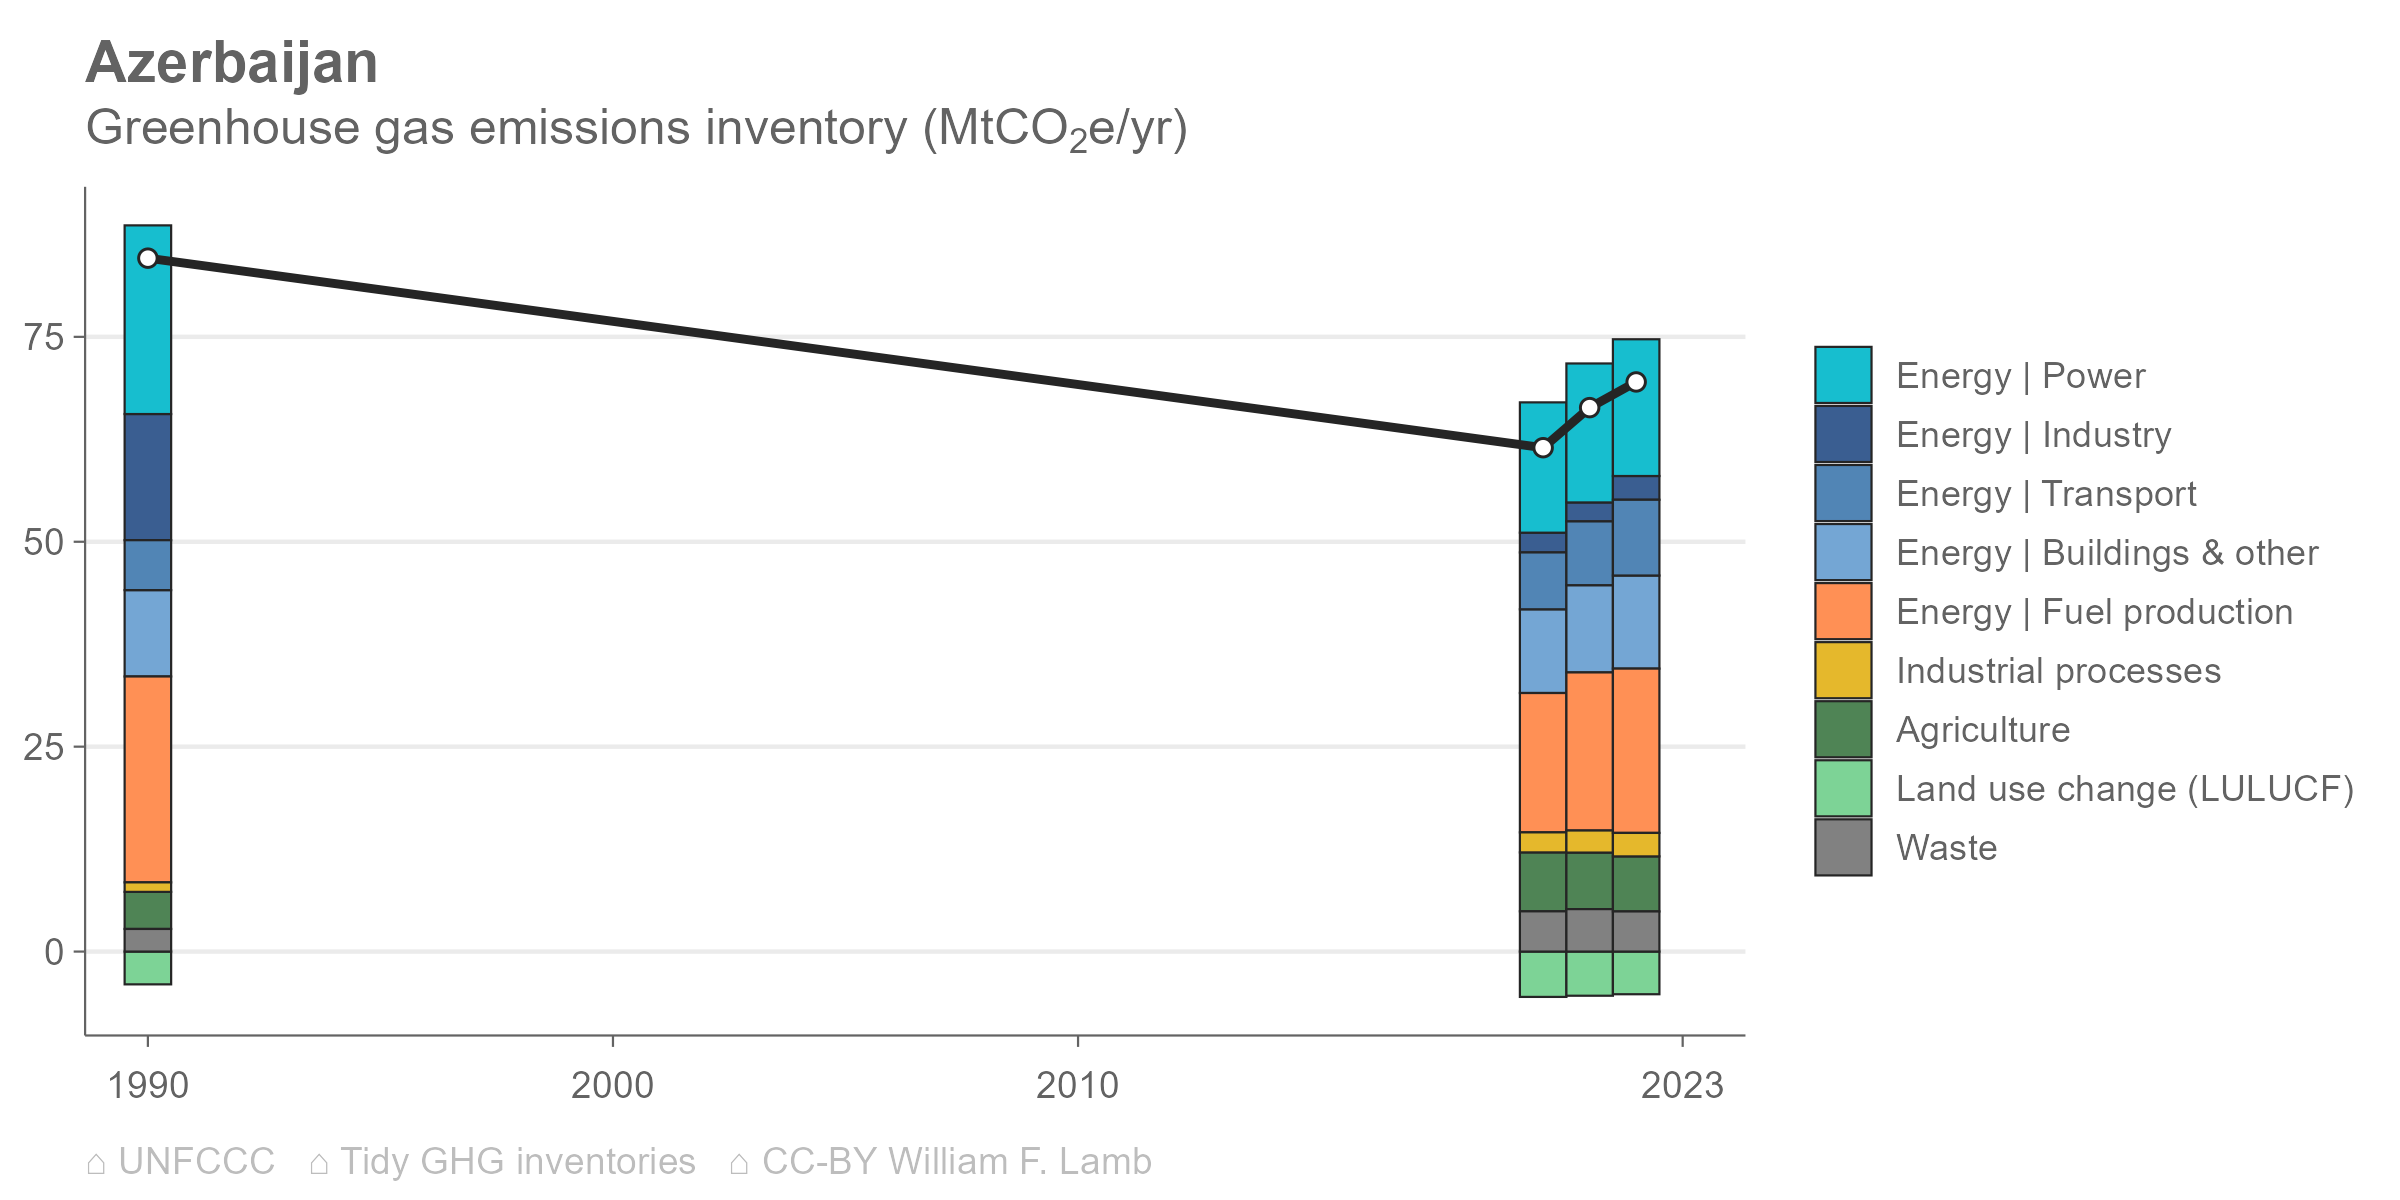 Azerbaijan
Greenhouse gas emissions inventory (MtCO₂e/yr)
75
50
25
0
1990
2000
2010
2023
Energy | Power
Energy | Industry
Energy | Transport
Energy | Buildings & other
Energy | Fuel production
Industrial processes
Agriculture
Land use change (LULUCF)
Waste
⌂ UNFCCC ⌂ Tidy GHG inventories ⌂ CC-BY William F. Lamb